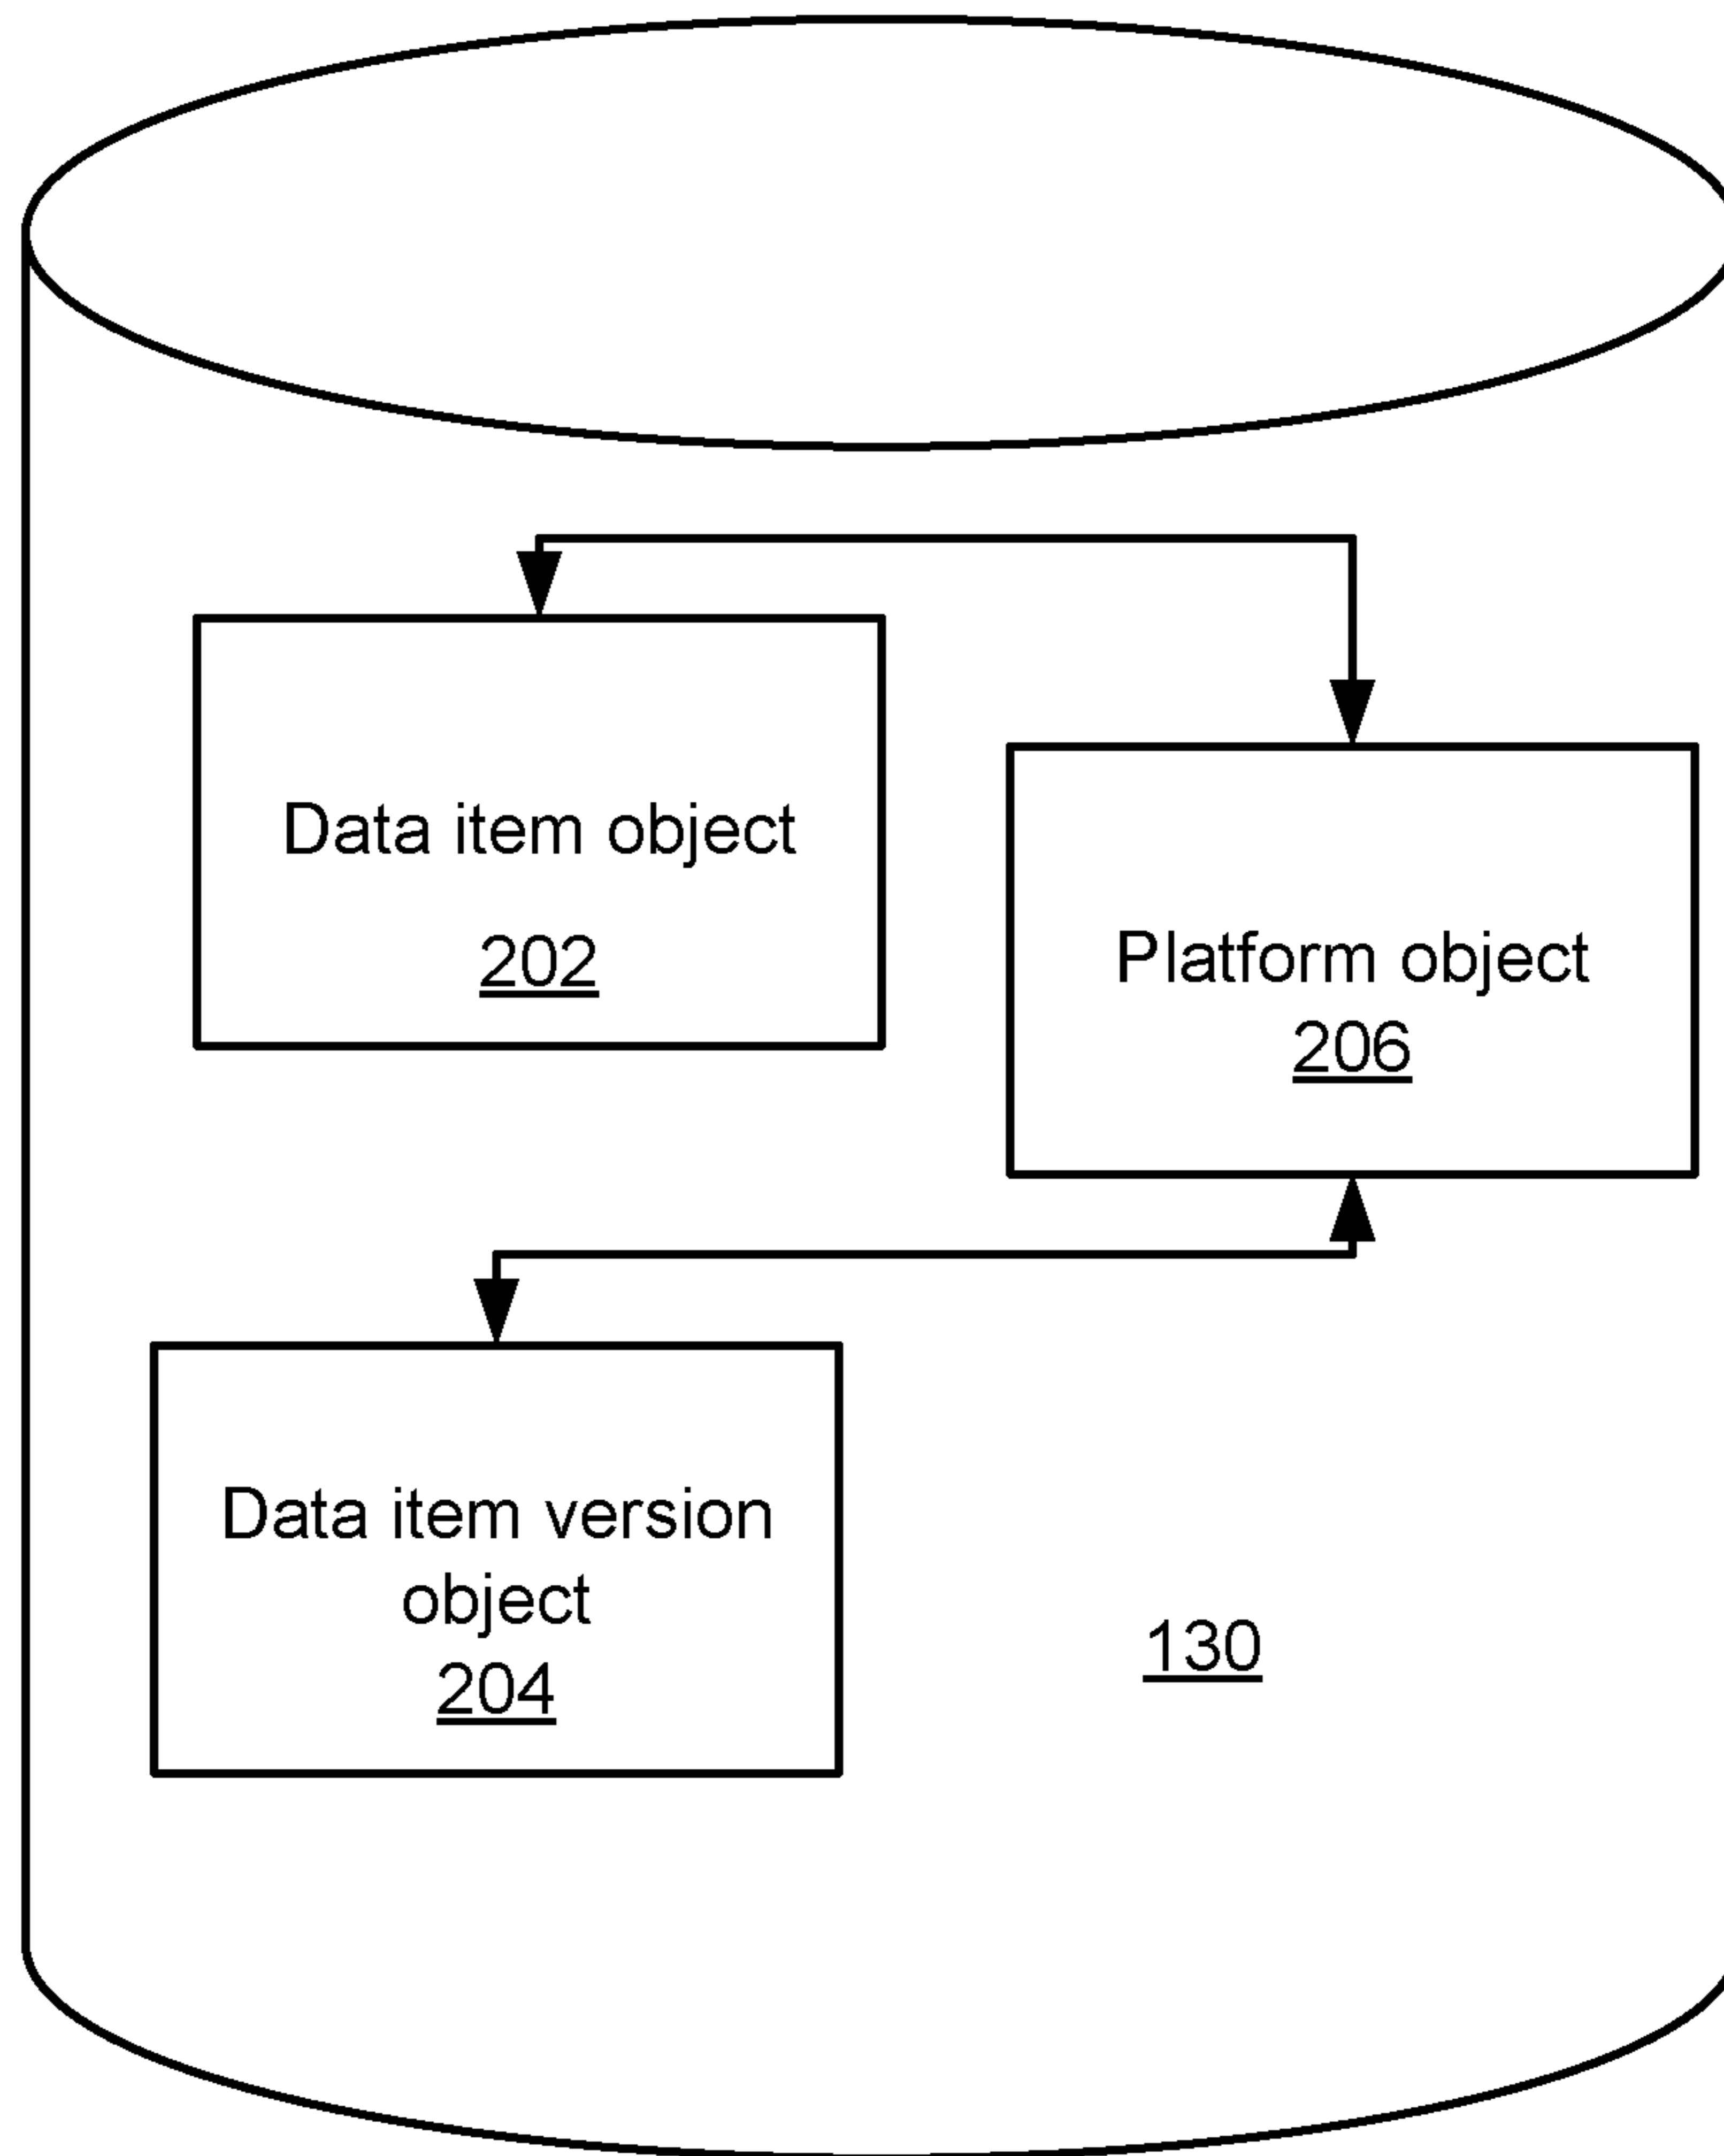 Data item object
202
Platform object
206
Data item version
object
204
130